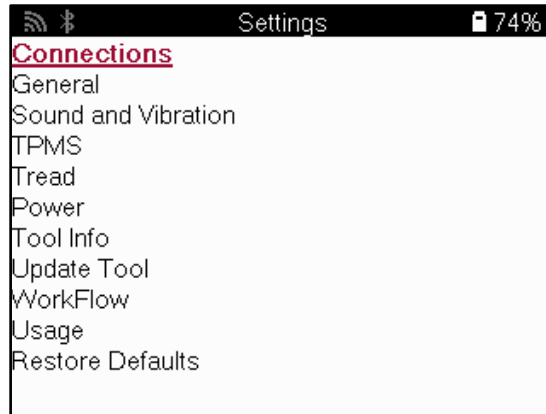 Settings 74%
Connections
General
Sound and Vibration
TPMS
Tread
Power
Tool Info
Update Tool
WorkFlow
Usage
Restore Defaults